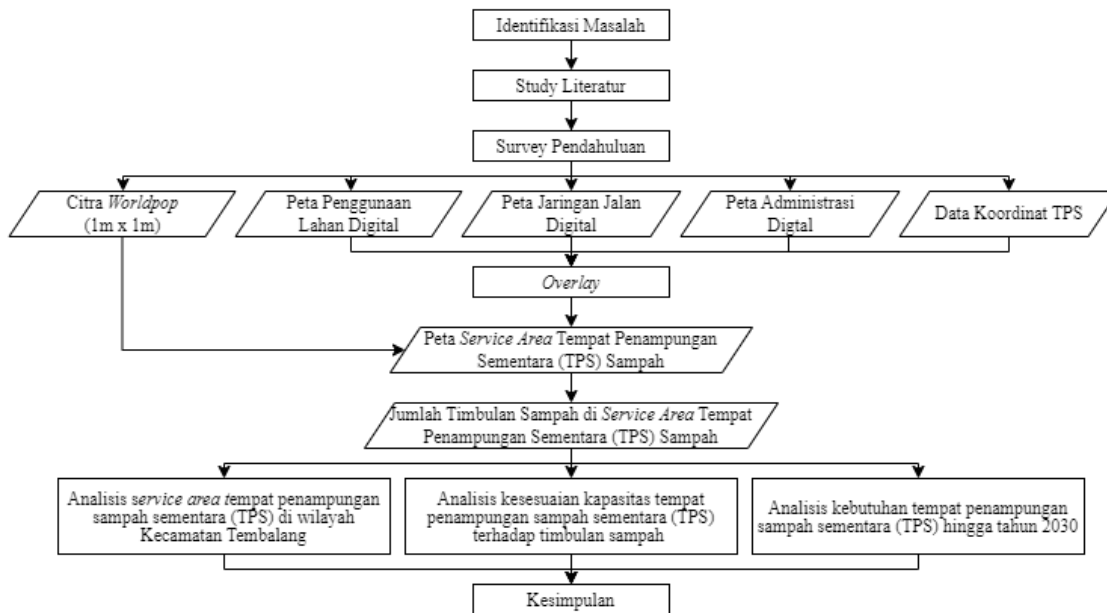 Identifikasi Masalah
Study Literatur
Survey Pendahuluan
Citra Worldpop
(1m x 1m)
Peta Penggunaan
Lahan Digital
Peta Jaringan Jalan
Digital
Peta Administrasi
Digtal
Data Koordinat TPS
Overlay
Peta Service Area Tempat Penampungan
Sementara (TPS) Sampah
Jumlah Timbulan Sampah di Service Area Tempat
Penampungan Sementara (TPS) Sampah
Analisis service area tempat penampungan
sampah sementara (TPS) di wilayah
Kecamatan Tembalang
Analisis kesesuaian kapasitas tempat
penampungan sampah sementara (TPS)
terhadap timbulan sampah
Analisis kebutuhan tempat penampungan
sampah sementara (TPS) hingga tahun 2030
Kesimpulan